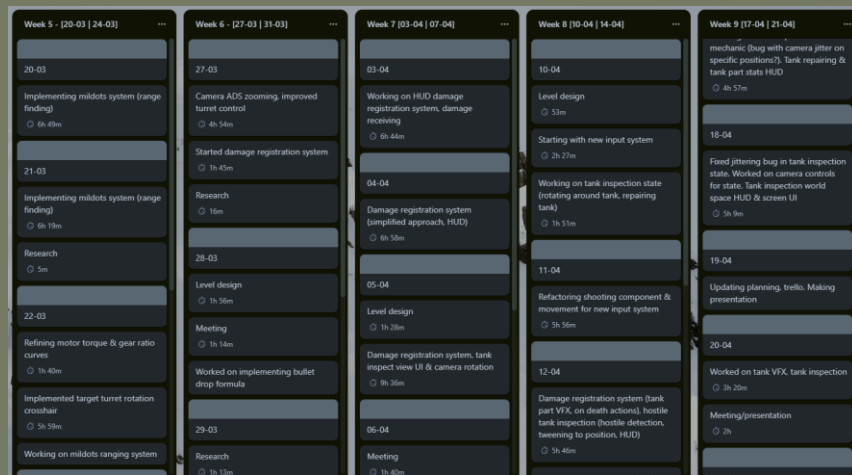 Week 5 - [20-03 | 24-03]
20-03
Implementing mildots system (range
finding)
6h 49m
21-03
Implementing mildots system (range
finding)
6h 19m
Research
5m
22-03
Refining motor torque & gear ratio
curves
1h 40m
Implemented target turret rotation
crosshair
5h 59m
Working on mildots ranging system
Week 6 - [27-03 | 31-03]
27-03
Camera ADS zooming, improved
turret control
4h 54m
Started damage registration system
1h 45m
Research
16m
28-03
Level design
1h 56m
Meeting
1h 14m
Worked on implementing bullet
drop formula
29-03
Research
1h 13m
Week 7 [03-04 | 07-04]
03-04
Working on HUD damage
registration system, damage
receiving
6h 44m
04-04
Damage registration system
(simplified approach, HUD)
6h 58m
05-04
Level design
1h 28m
Damage registration system, tank
inspect view UI & camera rotation
9h 36m
06-04
Meeting
1h 40m
Week 8 [10-04 | 14-04]
10-04
Level design
53m
Starting with new input system
2h 27m
Working on tank inspection state
(rotating around tank, repairing
tank)
1h 51m
11-04
Refactoring shooting component &
movement for new input system
5h 56m
12-04
Damage registration system (tank
part VFX, on death actions), hostile
tank inspection (hostile detection,
tweening to position, HUD)
5h 46m
Week 9 [17-04 | 21-04]
mechanic (bug with camera jitter on
specific positions?). Tank repairing &
tank part stats HUD
4h 57m
18-04
Fixed jittering bug in tank inspection
state. Worked on camera controls
for state. Tank inspection world
space HUD & screen UI
5h 9m
19-04
Updating planning, trello. Making
presentation
20-04
Worked on tank VFX, tank inspection
3h 20m
Meeting/presentation
2h